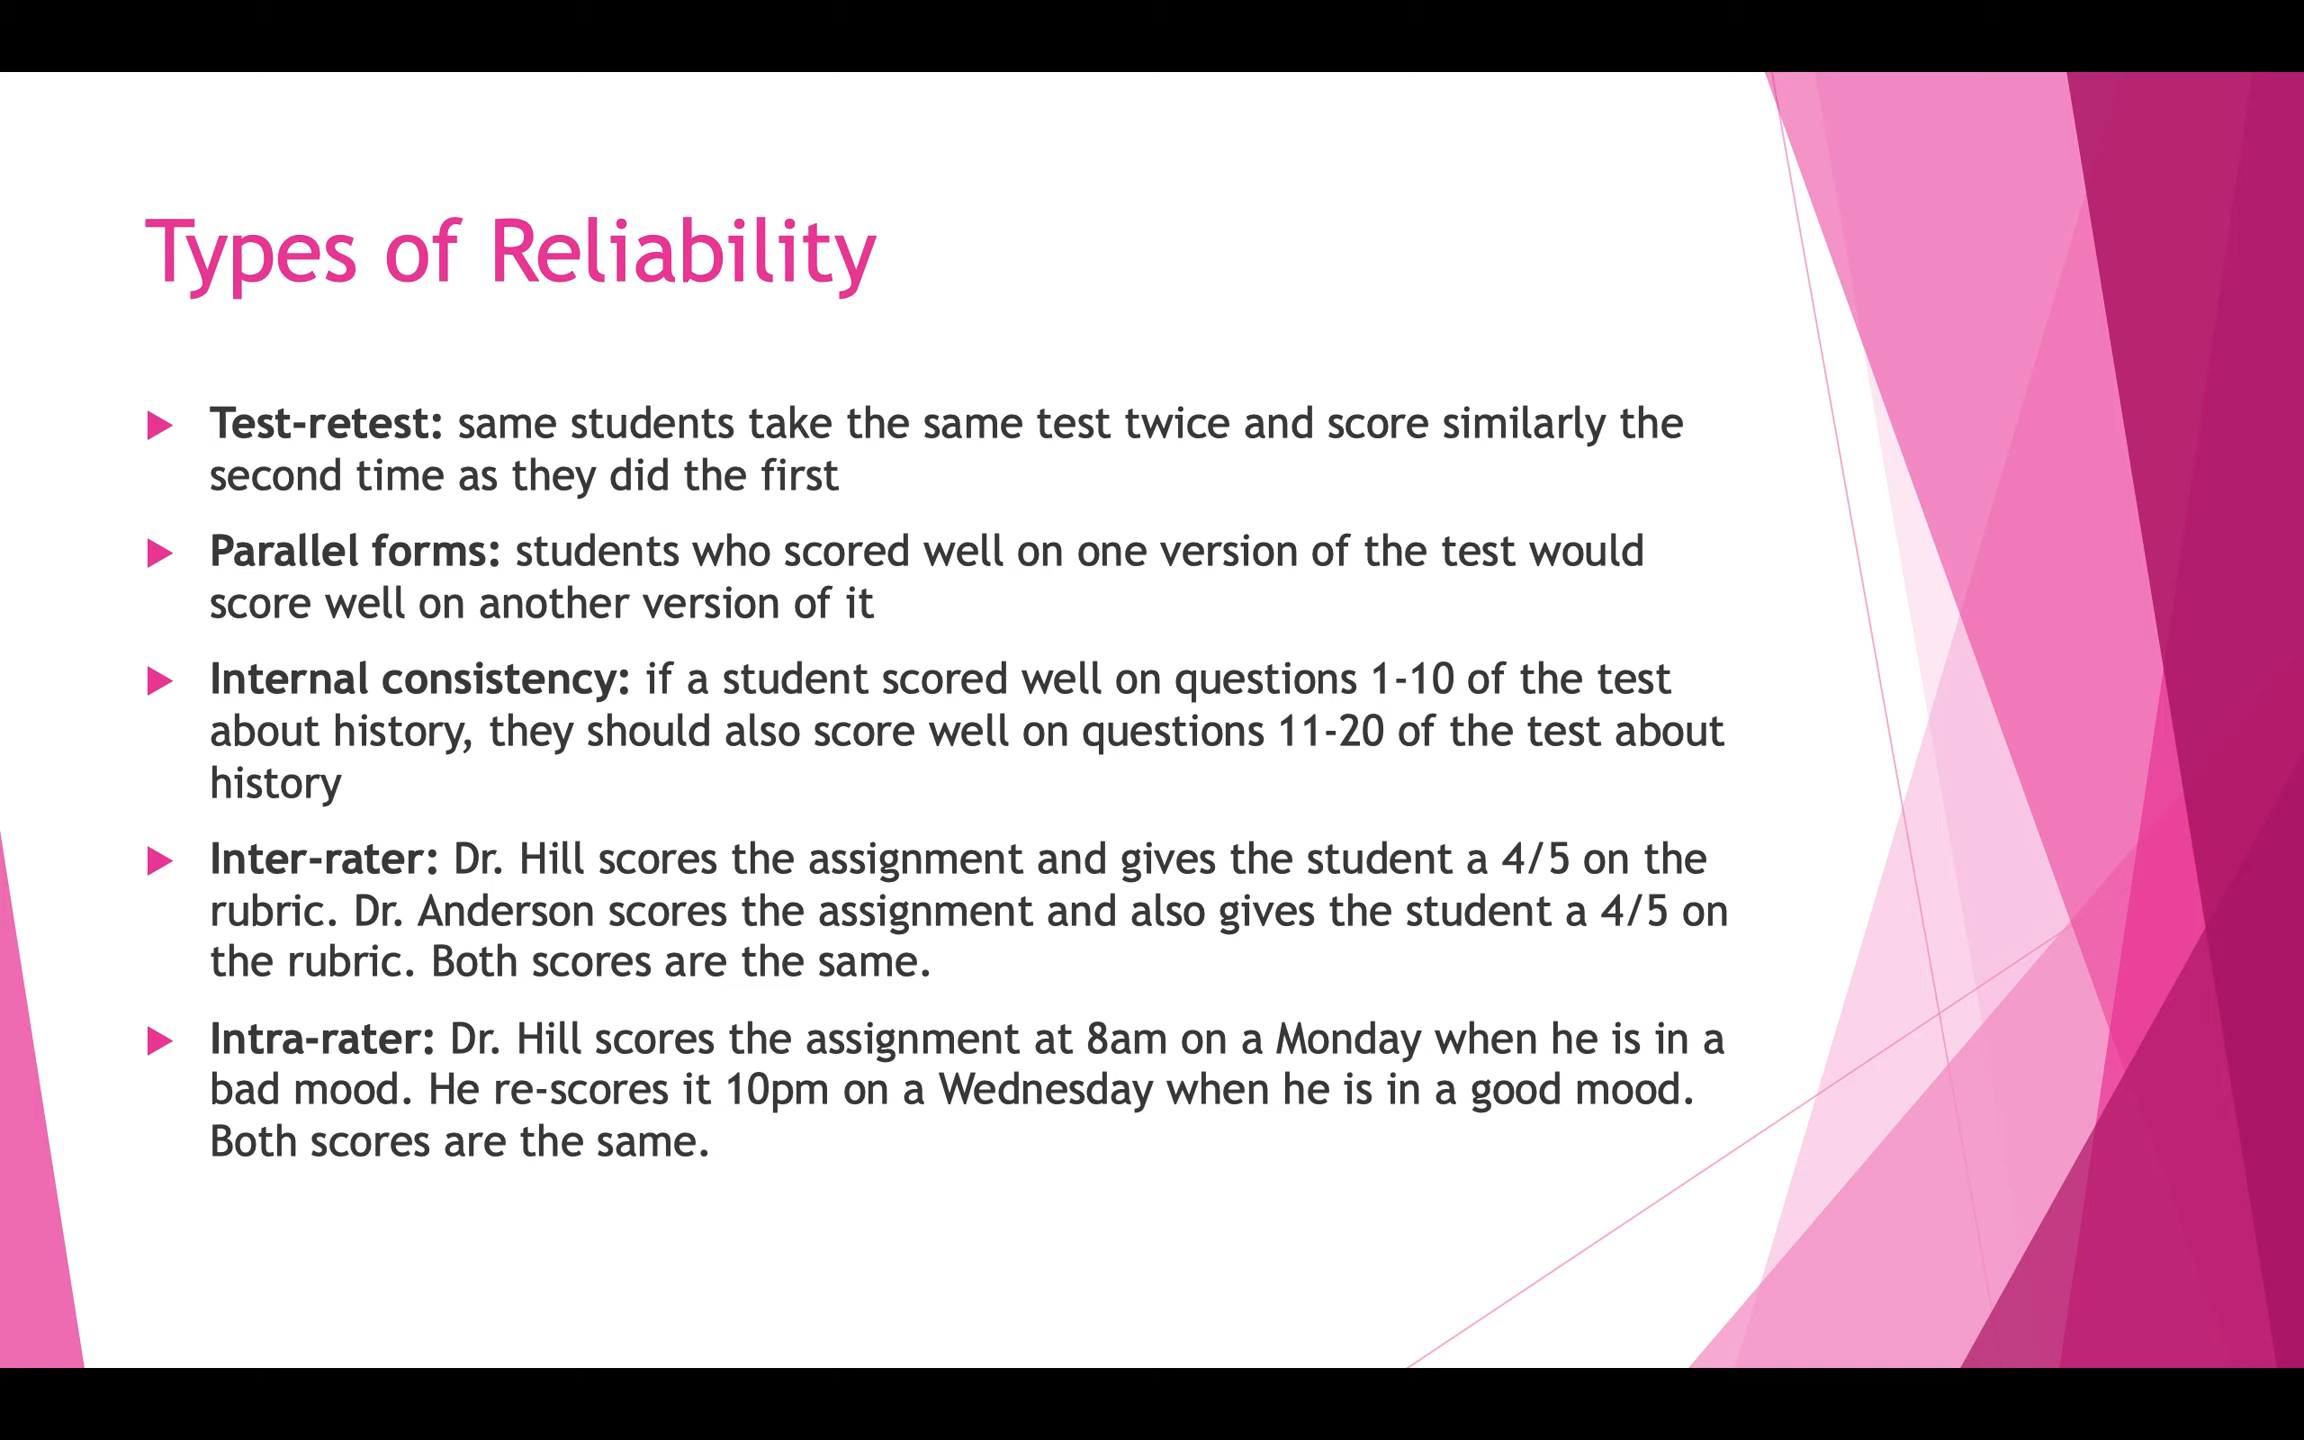 Types of Reliability
Test-retest: same students take the same test twice and score similarly the
second time as they did the first
Parallel forms: students who scored well on one version of the test would
score well on another version of it
Internal consistency: if a student scored well on questions 1-10 of the test
about history, they should also score well on questions 11-20 of the test about
history
Inter-rater: Dr. Hill scores the assignment and gives the student a 4/5 on the
rubric. Dr. Anderson scores the assignment and also gives the student a 4/5 on
the rubric. Both scores are the same.
Intra-rater: Dr. Hill scores the assignment at 8am on a Monday when he is in a
bad mood. He re-scores it 10pm on a Wednesday when he is in a good mood.
Both scores are the same.